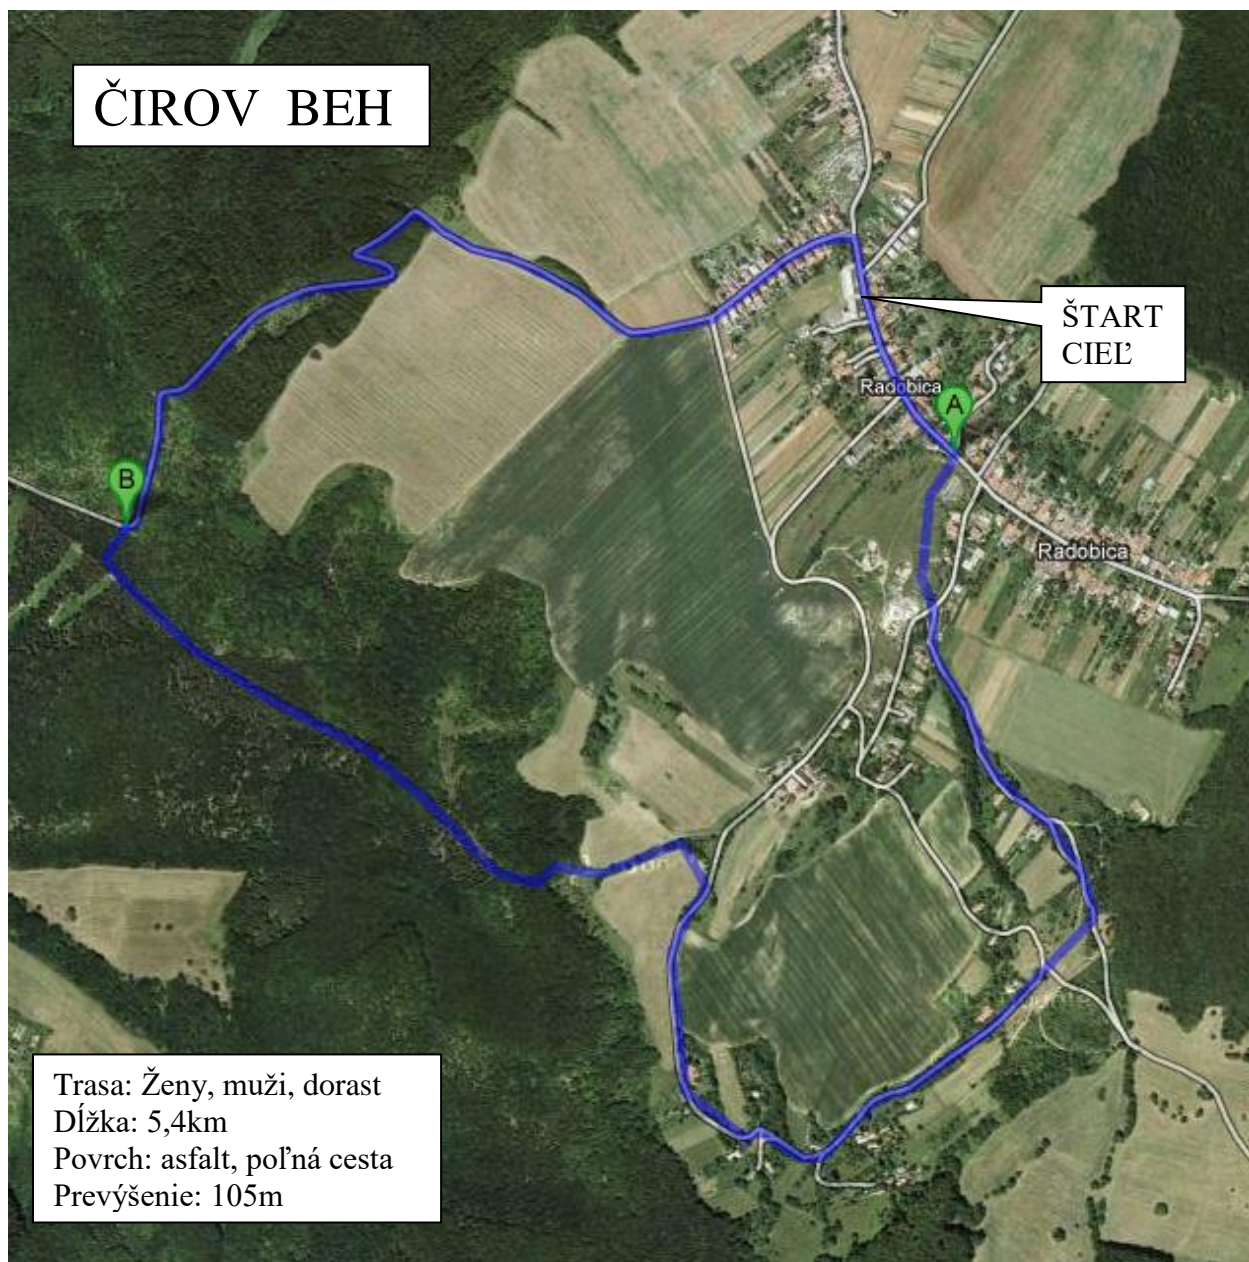 ČIROV BEH
ŠTART
CIEĽ
Radobica
A
B
Radobica
Trasa: Ženy, muži, dorast
Dĺžka: 5,4km
Povrch: asfalt, poľná cesta
Prevýšenie: 105m